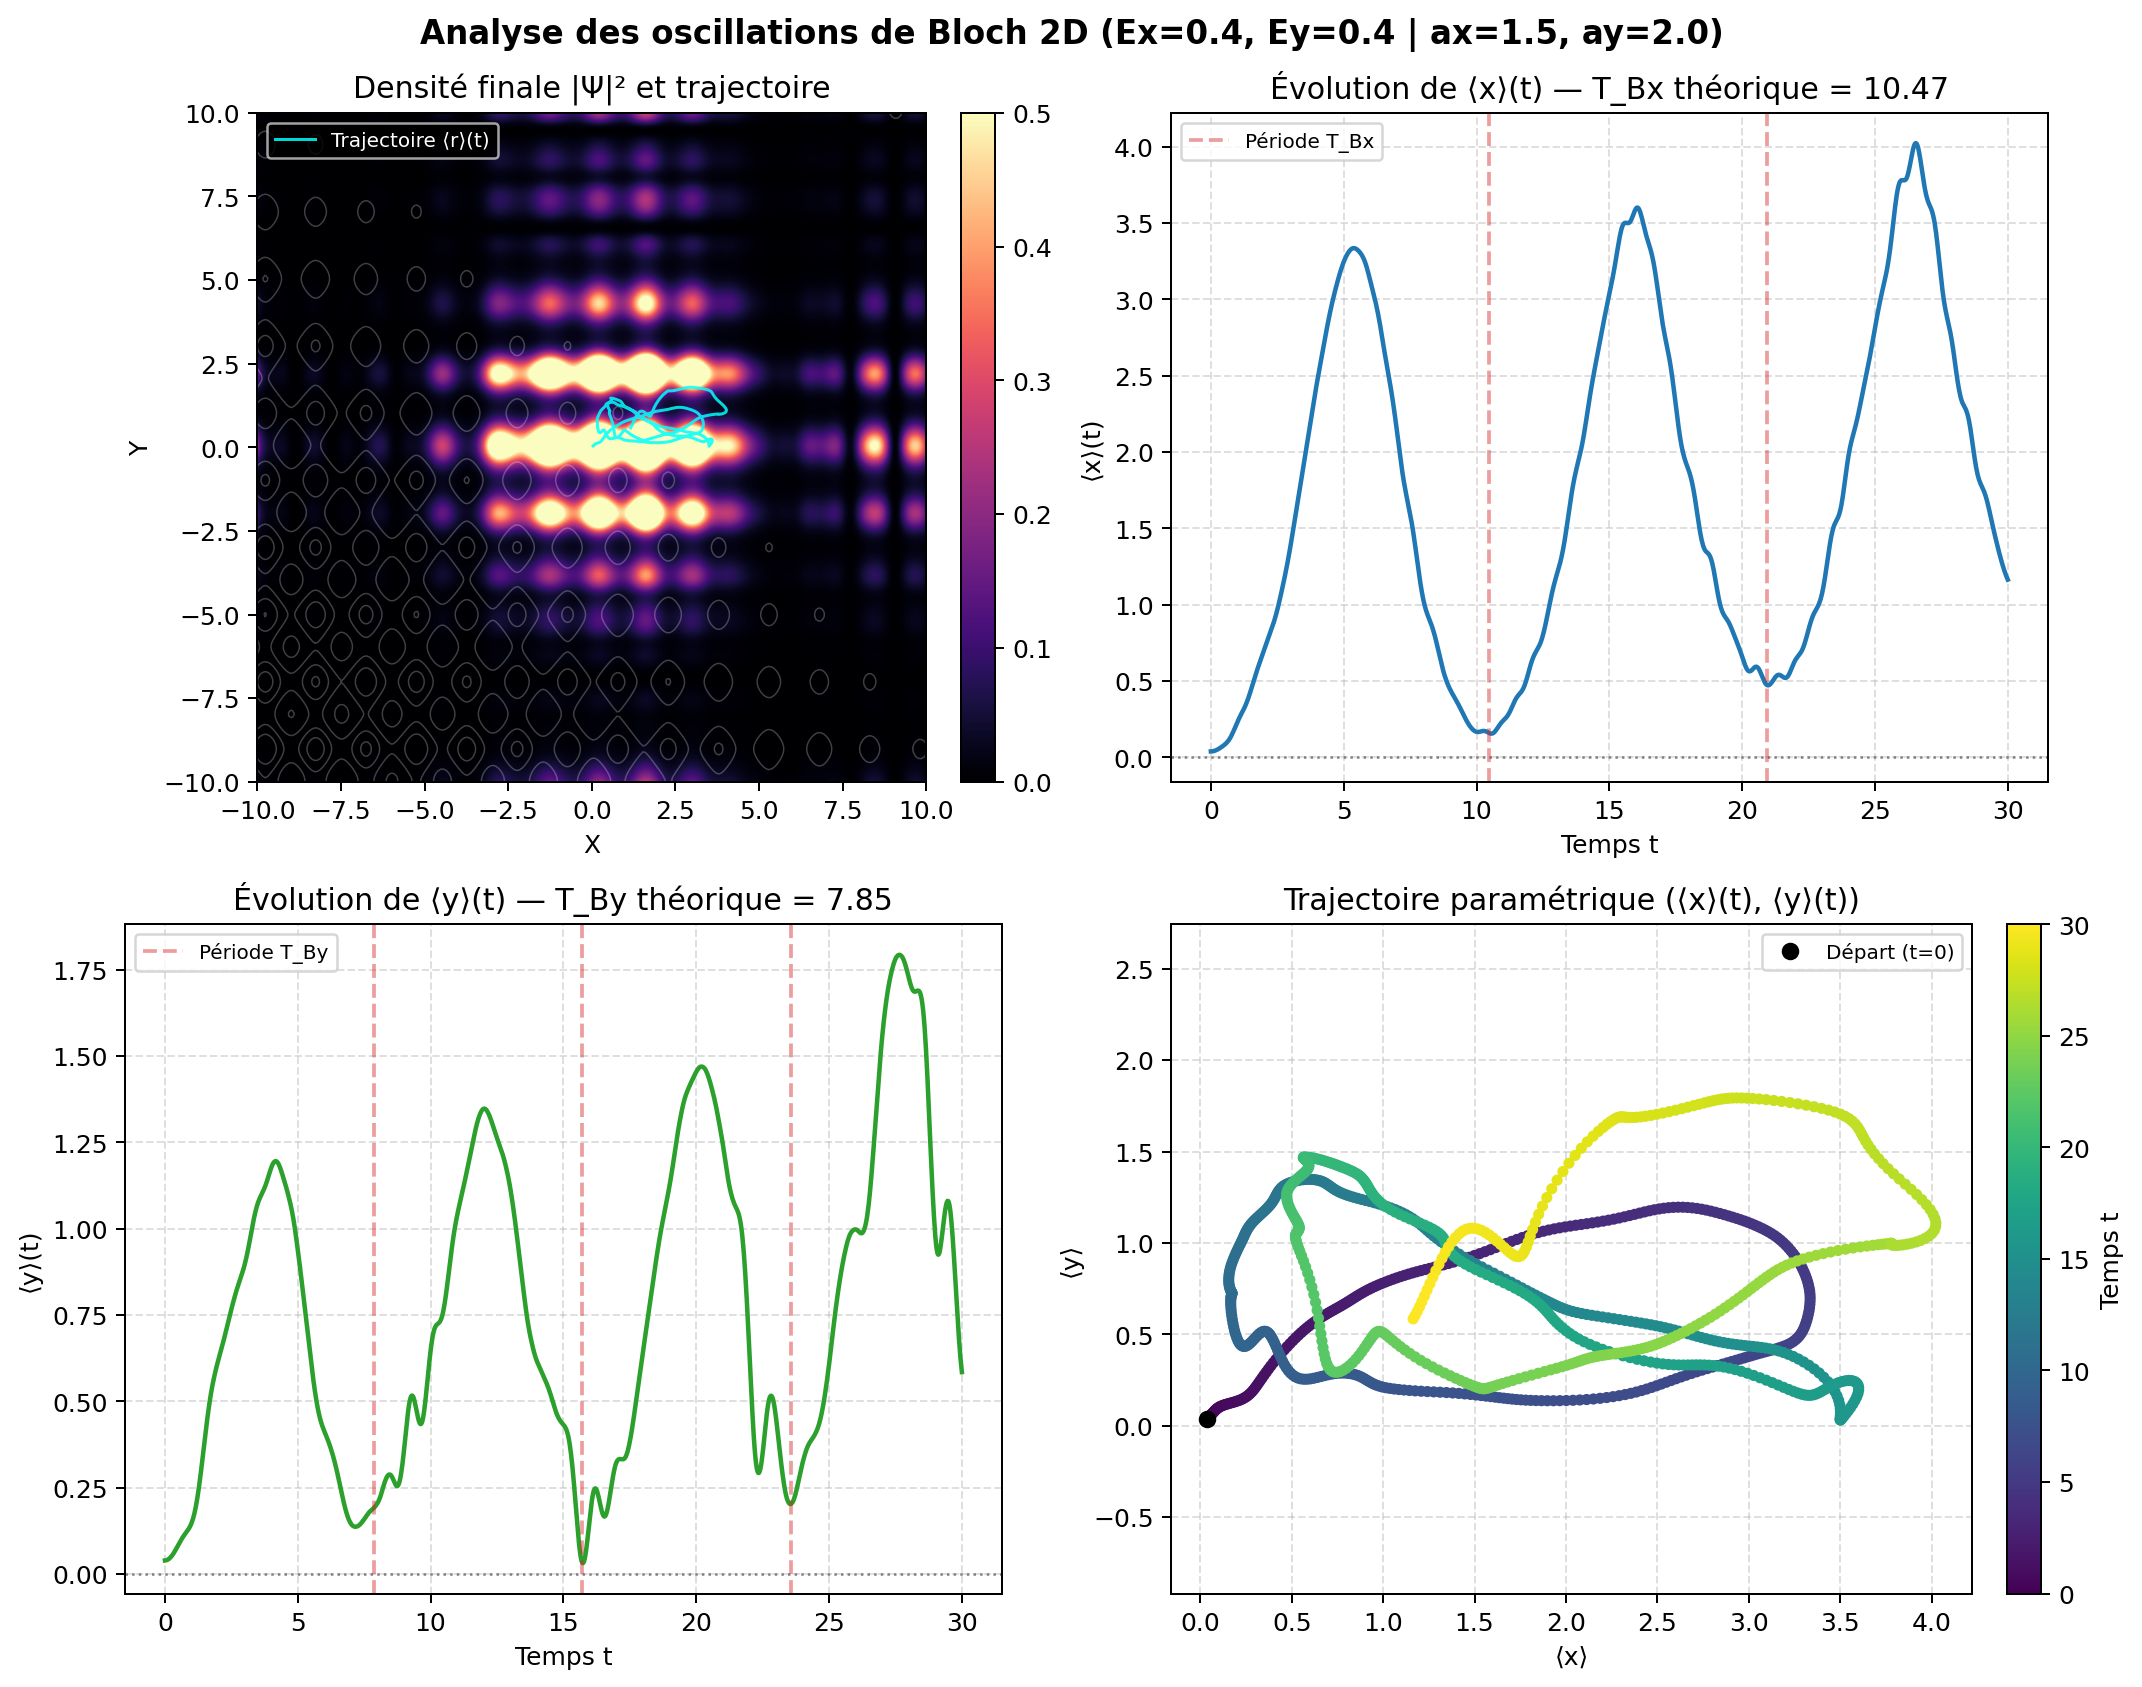 Analyse des oscillations de Bloch 2D (Ex=0.4, Ey=0.4 | ax=1.5, ay=2.0)
Densité finale |Ψ|² et trajectoire
Trajectoire ⟨r⟩(t)
10.0
7.5
5.0
2.5
0.0
−2.5
−5.0
−7.5
−10.0
Y
−10.0 −7.5 −5.0 −2.5 0.0 2.5 5.0 7.5 10.0
X
0.5
0.4
0.3
0.2
0.1
0.0
Évolution de ⟨x⟩(t) — T_Bx théorique = 10.47
Période T_Bx
4.0
3.5
3.0
2.5
2.0
1.5
1.0
0.5
0.0
⟨x⟩(t)
0 5 10 15 20 25 30
Temps t
Évolution de ⟨y⟩(t) — T_By théorique = 7.85
Période T_By
1.75
1.50
1.25
1.00
0.75
0.50
0.25
0.00
⟨y⟩(t)
0 5 10 15 20 25 30
Temps t
Trajectoire paramétrique (⟨x⟩(t), ⟨y⟩(t))
Départ (t=0)
2.5
2.0
1.5
1.0
0.5
0.0
−0.5
⟨y⟩
0.0 0.5 1.0 1.5 2.0 2.5 3.0 3.5 4.0
⟨x⟩
30
25
20
15
10
5
0
Temps t